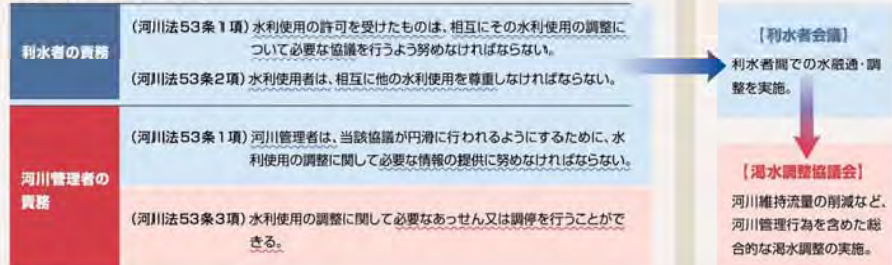 利水者の責務
(河川法53条1項) 水利使用の許可を受けたものは、相互にその水利使用の調整に
ついて必要な協議を行うよう努めなければならない。
(河川法53条2項) 水利使用者は、相互に他の水利使用を尊重しなければならない。
河川管理者の
責務
(河川法53条1項) 河川管理者は、当該協議が円滑に行われるようにするために、水
利使用の調整に関して必要な情報の提供に努めなければならない。
(河川法53条3項) 水利使用の調整に関して必要なあっせん又は調停を行うことがで
きる。
【利水者会議】
利水者間での水融通・調
整を実施。
【渇水調整協議会】
河川維持流量の削減など、
河川管理行為を含めた総
合的な渇水調整の実施。